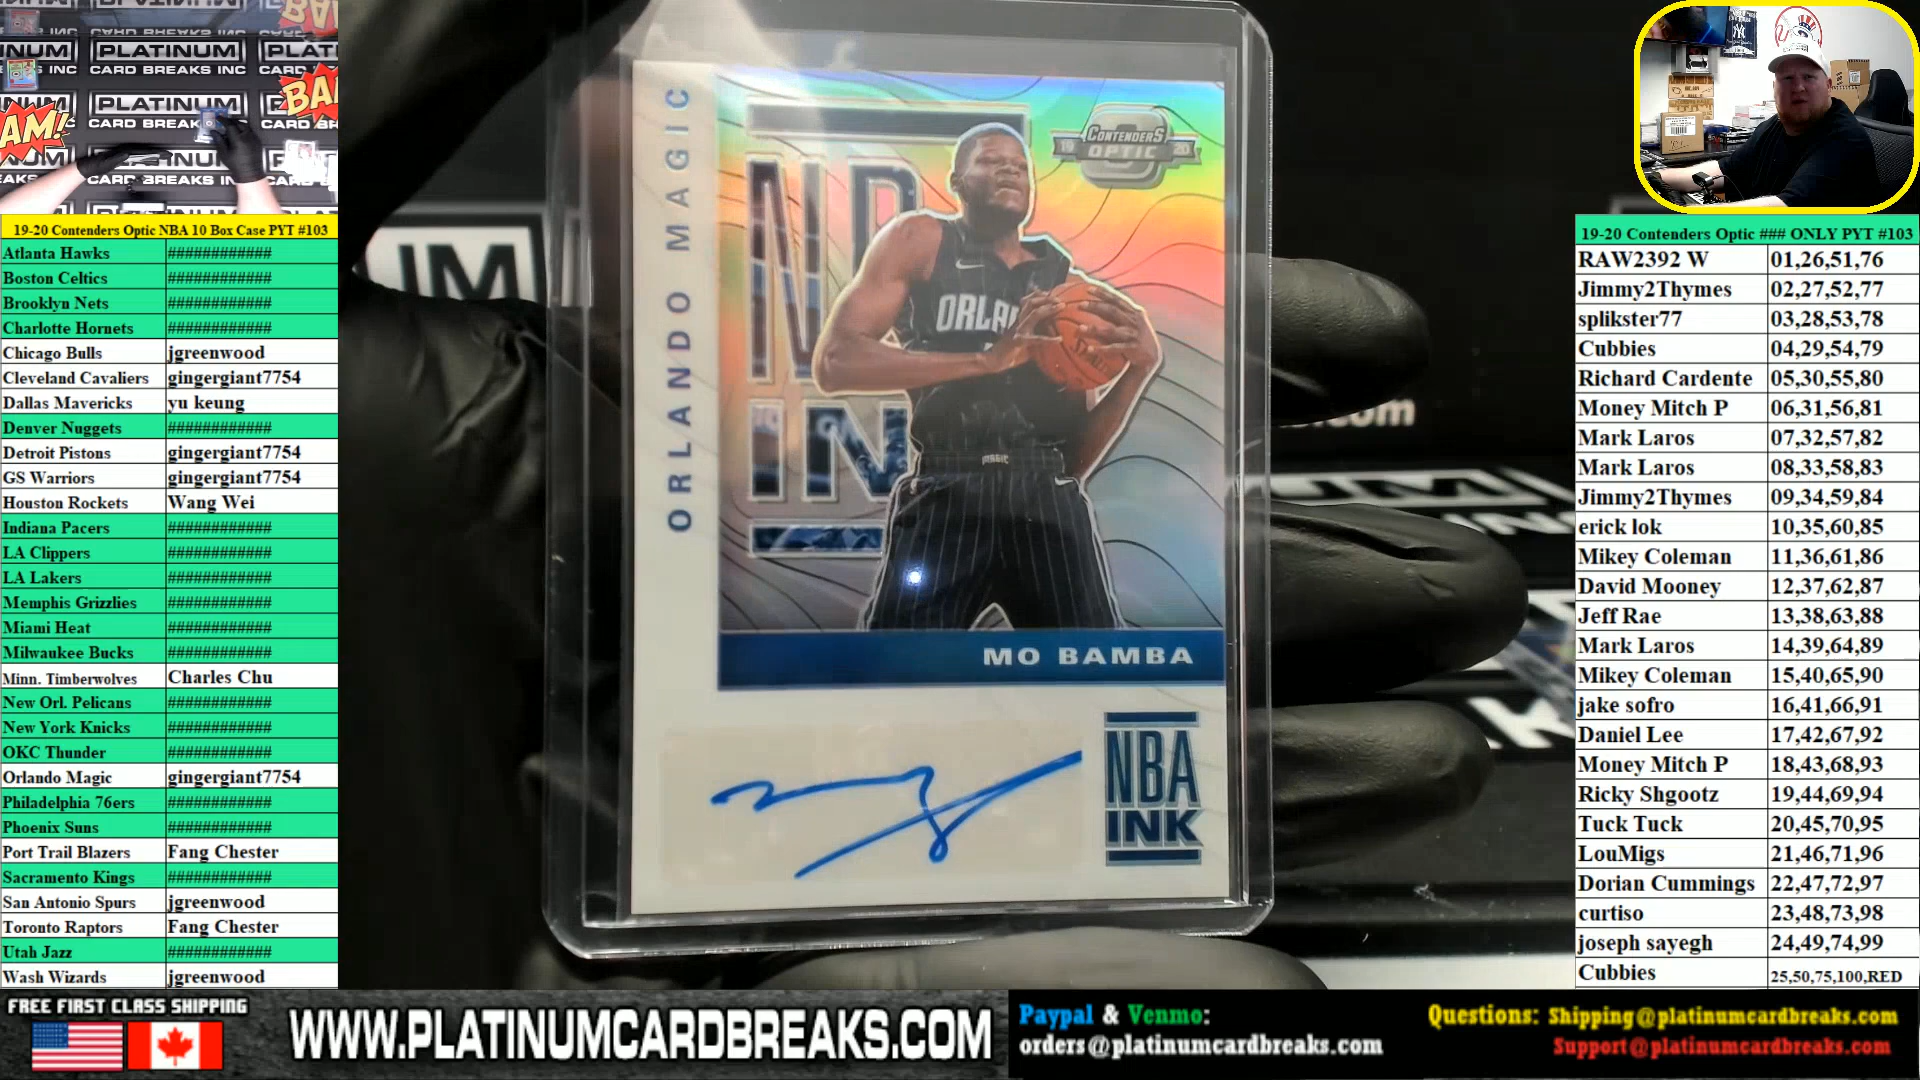 PLATINUM
CARD BREAKS INC
BAM!
19-20 Contenders Optic NBA 10 Box Case PYT #103
Atlanta Hawks ############
Boston Celtics ############
Brooklyn Nets ############
Charlotte Hornets ############
Chicago Bulls jgreenwood
Cleveland Cavaliers gingergiant7754
Dallas Mavericks yu keung
Denver Nuggets ############
Detroit Pistons gingergiant7754
GS Warriors gingergiant7754
Houston Rockets Wang Wei
Indiana Pacers ############
LA Clippers ############
LA Lakers ############
Memphis Grizzlies ############
Miami Heat ############
Milwaukee Bucks ############
Minn. Timberwolves Charles Chu
New Orl. Pelicans ############
New York Knicks ############
OKC Thunder ############
Orlando Magic gingergiant7754
Philadelphia 76ers ############
Phoenix Suns ############
Port Trail Blazers Fang Chester
Sacramento Kings ############
San Antonio Spurs jgreenwood
Toronto Raptors Fang Chester
Utah Jazz ############
Wash Wizards jgreenwood
ORLANDO MAGIC
CONTENDERS
19 OPTIC 20
ORLA
MAGIC
IN
MO BAMBA
NBA
INK
.com
19-20 Contenders Optic ### ONLY PYT #103
RAW2392 W 01,26,51,76
Jimmy2Thymes 02,27,52,77
splikster77 03,28,53,78
Cubbies 04,29,54,79
Richard Cardente 05,30,55,80
Money Mitch P 06,31,56,81
Mark Laros 07,32,57,82
Mark Laros 08,33,58,83
Jimmy2Thymes 09,34,59,84
erick lok 10,35,60,85
Mikey Coleman 11,36,61,86
David Mooney 12,37,62,87
Jeff Rae 13,38,63,88
Mark Laros 14,39,64,89
Mikey Coleman 15,40,65,90
jake sofro 16,41,66,91
Daniel Lee 17,42,67,92
Money Mitch P 18,43,68,93
Ricky Shgootz 19,44,69,94
Tuck Tuck 20,45,70,95
LouMigs 21,46,71,96
Dorian Cummings 22,47,72,97
curtiso 23,48,73,98
joseph sayegh 24,49,74,99
Cubbies 25,50,75,100,RED
FREE FIRST CLASS SHIPPING
WWW.PLATINUMCARDBREAKS.COM
Paypal & Venmo:
orders@platinumcardbreaks.com
Questions: Shipping@platinumcardbreaks.com
Support@platinumcardbreaks.com